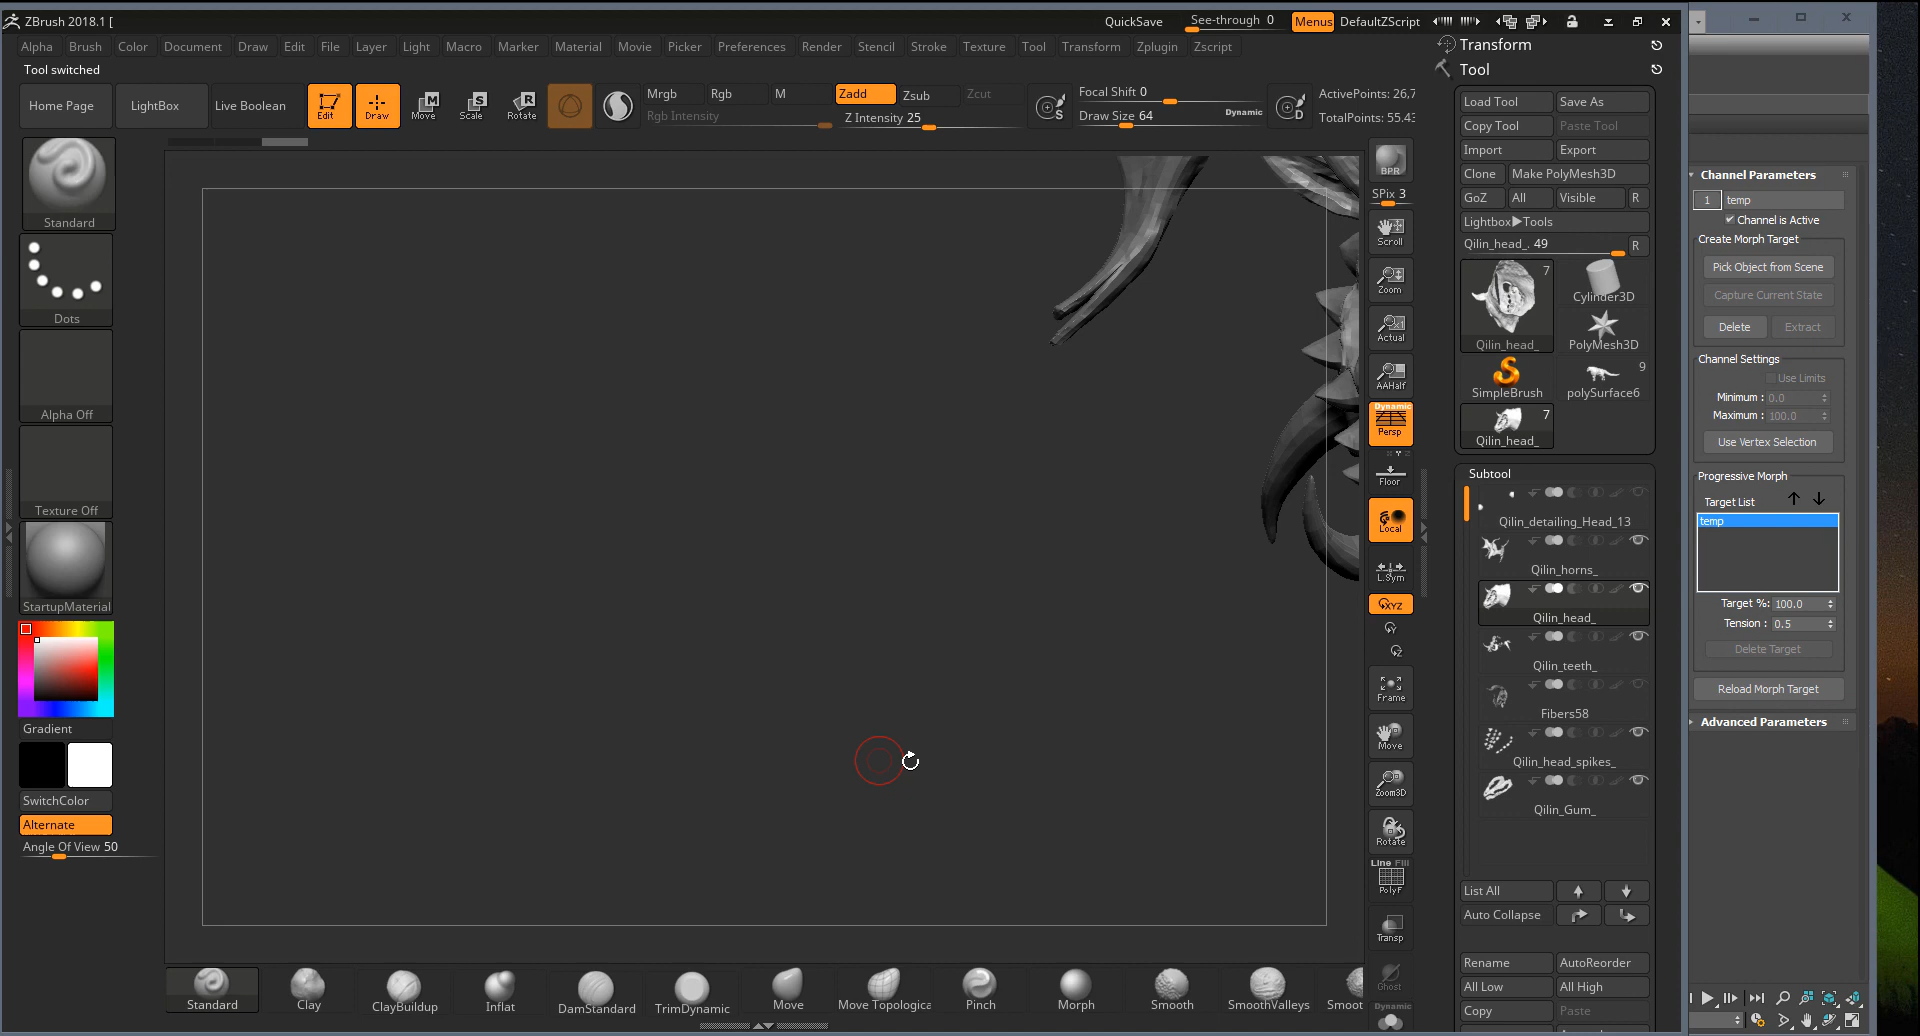 ZBrush 2018.1 [
QuickSave See-through 0 Menus DefaultZScript
Alpha Brush Color Document Draw Edit File Layer Light Macro Marker Material Movie Picker Preferences Render Stencil Stroke Texture Tool Transform Zplugin Zscript
Tool switched
Home Page LightBox Live Boolean Edit Draw Move Scale Rotate
Mrgb Rgb M Zadd Zsub Zcut
Rgb Intensity Z Intensity 25
Focal Shift 0
Draw Size 64 Dynamic
ActivePoints: 26,7
TotalPoints: 55.43
Standard
Dots
Alpha Off
Texture Off
StartupMaterial
Gradient
SwitchColor
Alternate
Angle Of View 50
BPR
SPix 3
Scroll
Zoom
Actual
AAHalf
Dynamic
Persp
Floor
Local
L.Sym
XYZ
Y
Z
Frame
Move
Zoom3D
Rotate
Line Fill
PolyF
Transp
Ghost
Dynamic
Transform
Tool
Load Tool Save As
Copy Tool Paste Tool
Import Export
Clone Make PolyMesh3D
GoZ All Visible R
Lightbox▶Tools
Qilin_head_. 49 R
7
Qilin_head_ Cylinder3D
PolyMesh3D
SimpleBrush polySurface6 9
7
Qilin_head_
Subtool
Qilin_detailing_Head_13
Qilin_horns_
Qilin_head_
Qilin_teeth_
Fibers58
Qilin_head_spikes_
Qilin_Gum_
List All
Auto Collapse
Rename AutoReorder
All Low All High
Copy Paste
Standard Clay ClayBuildup Inflat DamStandard TrimDynamic Move Move Topologica Pinch Morph Smooth SmoothValleys Smoot
Channel Parameters
1 temp
Channel is Active
Create Morph Target
Pick Object from Scene
Capture Current State
Delete Extract
Channel Settings
Use Limits
Minimum : 0.0
Maximum : 100.0
Use Vertex Selection
Progressive Morph
Target List
temp
Target %: 100.0
Tension : 0.5
Delete Target
Reload Morph Target
Advanced Parameters